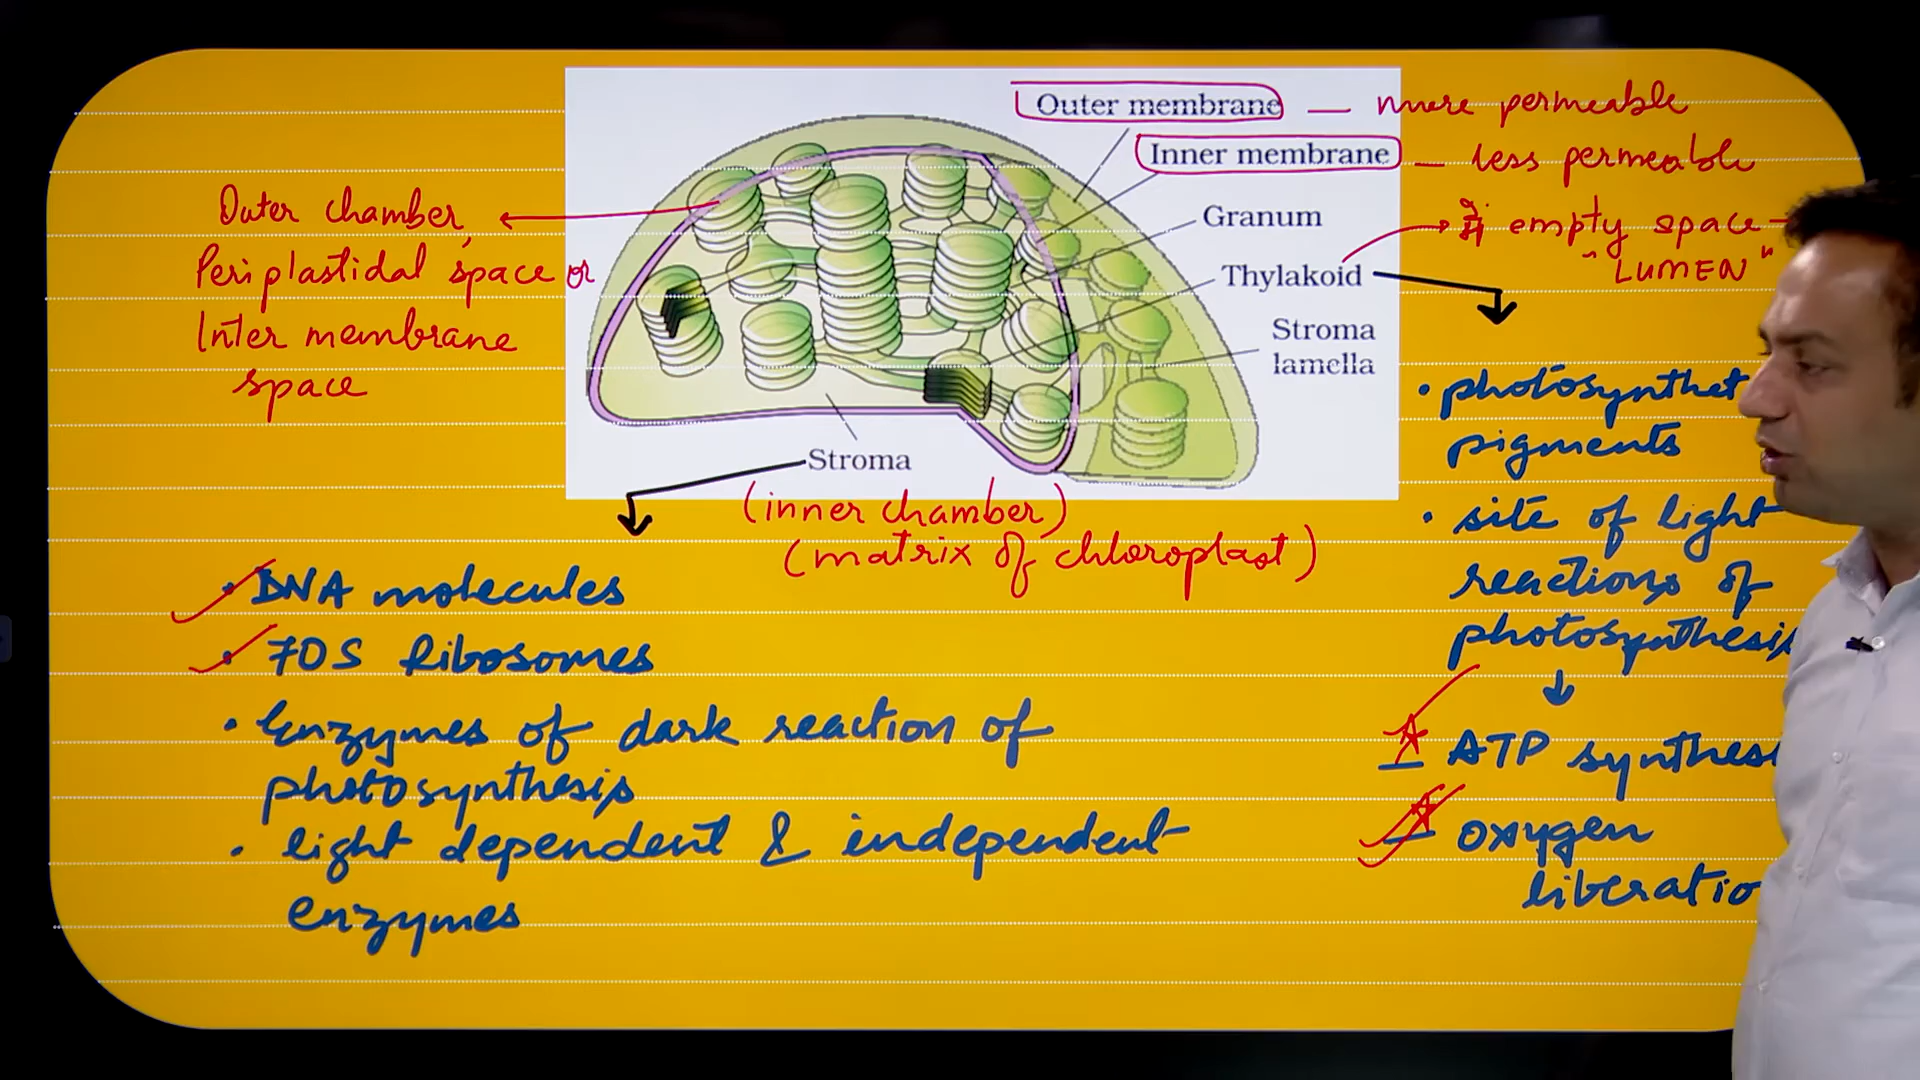 Outer membrane — more permeable
Inner membrane — less permeable
Granum
Thylakoid → empty space —
"LUMEN"
Stroma
lamella
Stroma
Outer chamber,
Periplastidal space or
Inter membrane
space
(inner chamber)
(matrix of chloroplast)
• DNA molecules
• 70S Ribosomes
• Enzymes of dark reaction of
photosynthesis
• light dependent & independent
enzymes
• photosynthet
pigments
• site of light
reactions of
photosynthesis
↓
ATP synthes
oxygen
liberatio